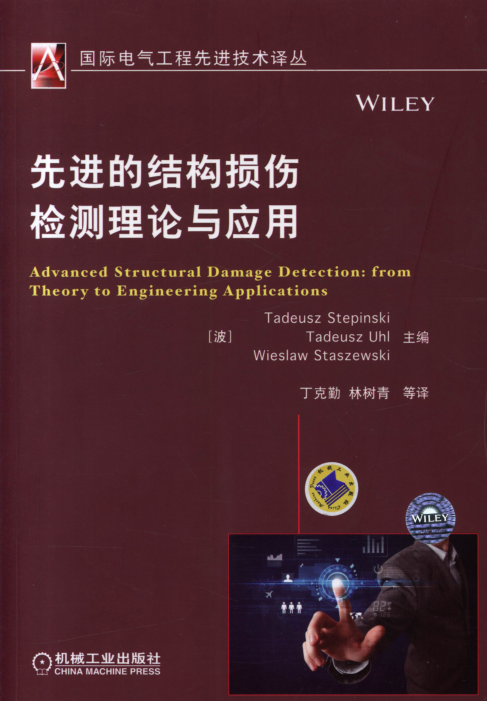 国际电气工程先进技术译丛
WILEY
先进的结构损伤
检测理论与应用
Advanced Structural Damage Detection: from
Theory to Engineering Applications
Tadeusz Stepinski
[波] Tadeusz Uhl 主编
Wieslaw Staszewski
丁克勤 林树青 等译
WILEY
机械工业出版社
CHINA MACHINE PRESS